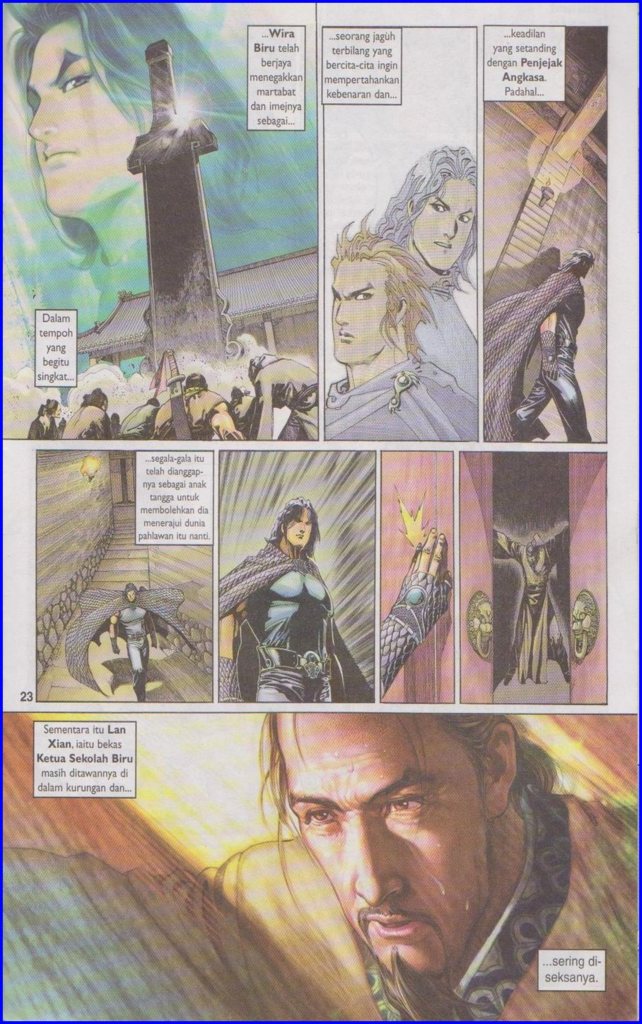 Dalam
tempoh
yang
begitu
singkat...
...Wira
Biru telah
berjaya
menegakkan
martabat
dan imejnya
sebagai...
...seorang jaguh
terbilang yang
bercita-cita ingin
mempertahankan
kebenaran dan...
...keadilan
yang setanding
dengan Penjejak
Angkasa.
Padahal...
...segala-gala itu
telah dianggap-
nya sebagai anak
tangga untuk
membolehkan dia
menerajui dunia
pahlawan itu nanti.
23
Sementara itu Lan
Xian, iaitu bekas
Ketua Sekolah Biru
masih ditawannya di
dalam kurungan dan...
...sering di-
seksanya.